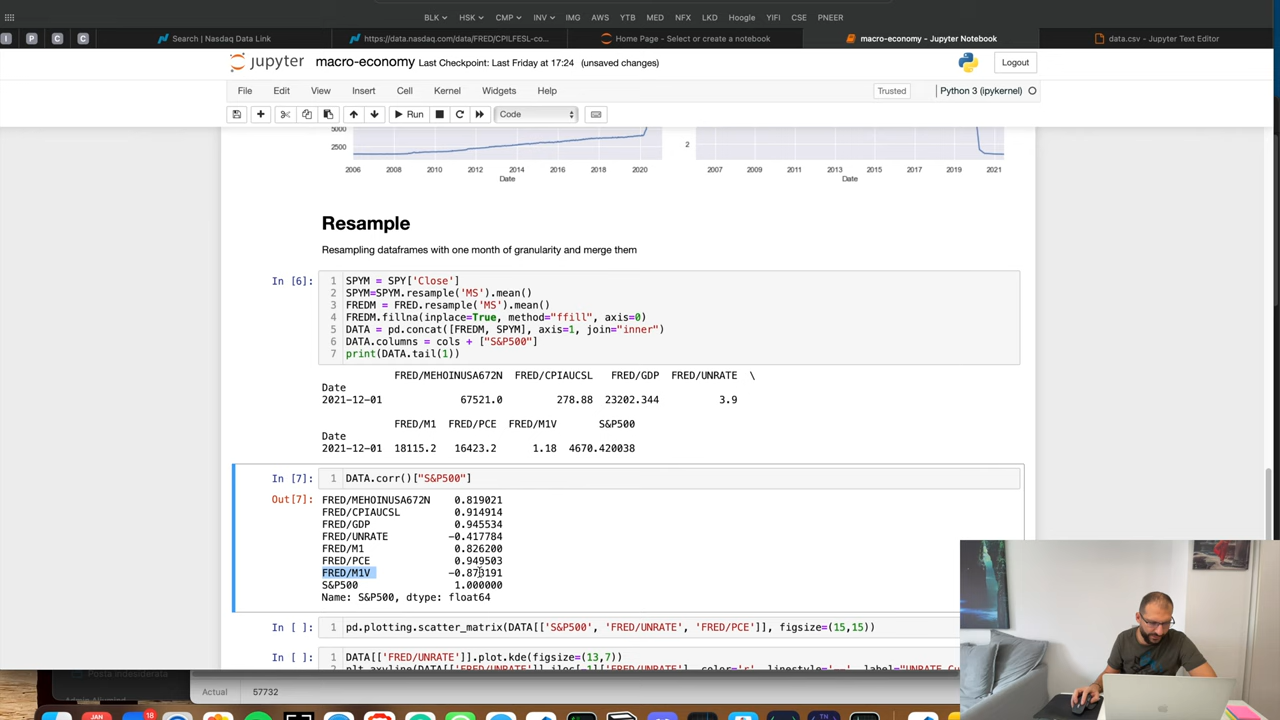 BLK HSK CMP INV IMG AWS YTB MED NFX LKD Hoogle YIFI CSE PNEER
I P C C Search | Nasdaq Data Link https://data.nasdaq.com/data/FRED/CPILFESL-co... Home Page - Select or create a notebook macro-economy - Jupyter Notebook data.csv - Jupyter Text Editor
jupyter macro-economy Last Checkpoint: Last Friday at 17:24 (unsaved changes) Logout
File Edit View Insert Cell Kernel Widgets Help Trusted Python 3 (ipykernel)
Run Code
5000
2500 2
2006 2008 2010 2012 2014 2016 2018 2020 2007 2009 2011 2013 2015 2017 2019 2021
Date Date
Resample
Resampling dataframes with one month of granularity and merge them
In [6]: 1 SPYM = SPY['Close']
2 SPYM=SPYM.resample('MS').mean()
3 FREDM = FRED.resample('MS').mean()
4 FREDM.fillna(inplace=True, method="ffill", axis=0)
5 DATA = pd.concat([FREDM, SPYM], axis=1, join="inner")
6 DATA.columns = cols + ["S&P500"]
7 print(DATA.tail(1))
FRED/MEHOINUSA672N FRED/CPIAUCSL FRED/GDP FRED/UNRATE \
Date
2021-12-01 67521.0 278.88 23202.344 3.9
FRED/M1 FRED/PCE FRED/M1V S&P500
Date
2021-12-01 18115.2 16423.2 1.18 4670.420038
In [7]: 1 DATA.corr()["S&P500"]
Out[7]: FRED/MEHOINUSA672N 0.819021
FRED/CPIAUCSL 0.914914
FRED/GDP 0.945534
FRED/UNRATE -0.417784
FRED/M1 0.826200
FRED/PCE 0.949503
FRED/M1V -0.873191
S&P500 1.000000
Name: S&P500, dtype: float64
In [ ]: 1 pd.plotting.scatter_matrix(DATA[['S&P500', 'FRED/UNRATE', 'FRED/PCE']], figsize=(15,15))
In [ ]: 1 DATA[['FRED/UNRATE']].plot.kde(figsize=(13,7))
Posta indesiderata
Actual 57732
JAN
18